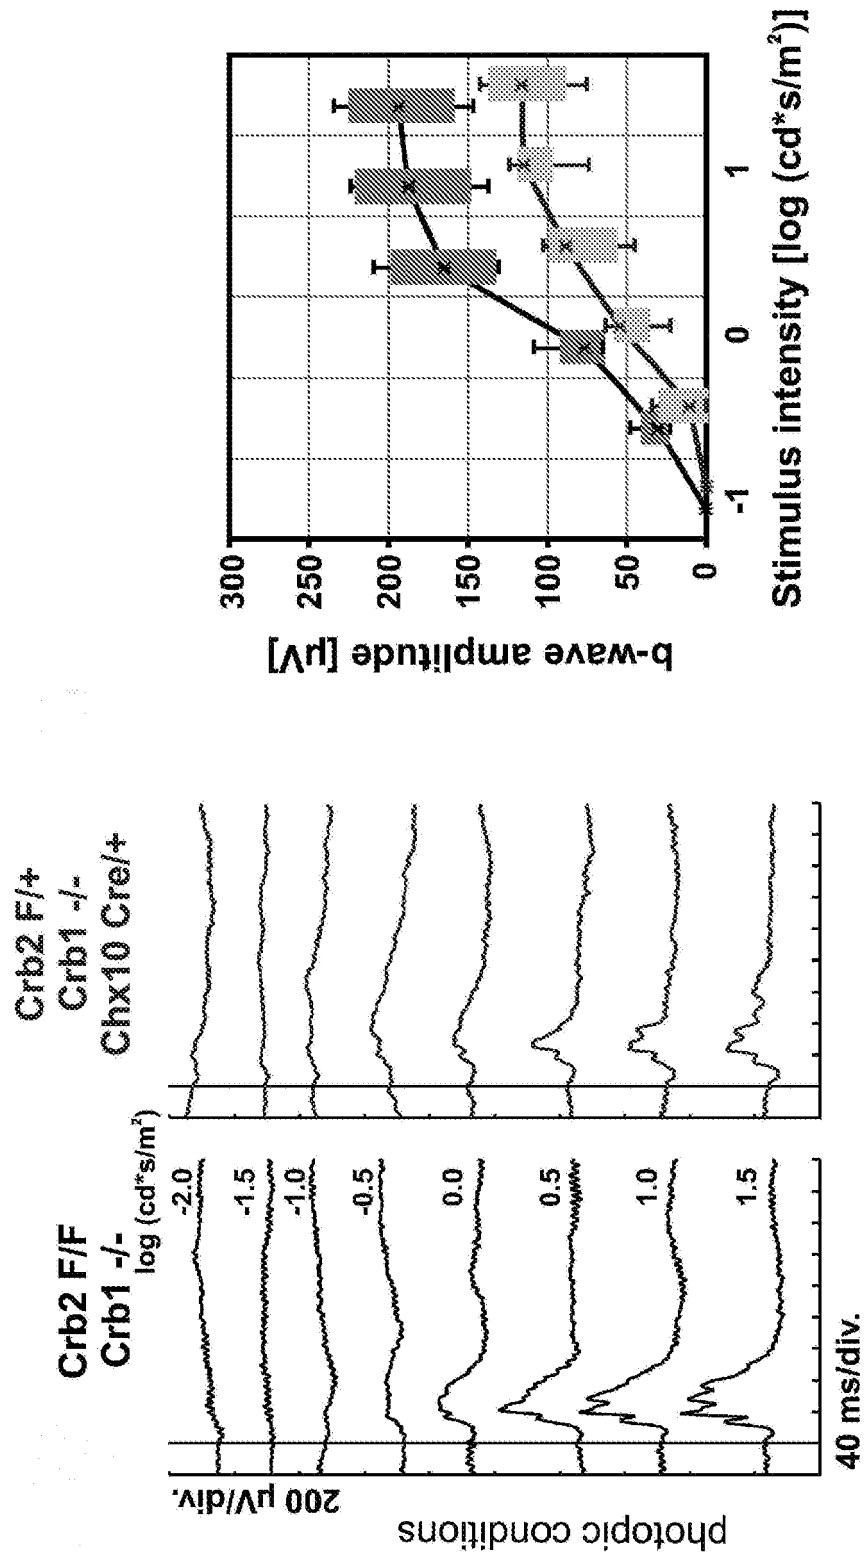 photopic conditions
200 µV/div.
Crb2 F/F
Crb1 -/-
log (cd*s/m²)
-2.0
-1.5
-1.0
-0.5
0.0
0.5
1.0
1.5
40 ms/div.
Crb2 F/+
Crb1 -/-
Chx10 Cre/+
b-wave amplitude [µV]
300
250
200
150
100
50
0
-1
0
1
Stimulus intensity [log (cd*s/m²)]